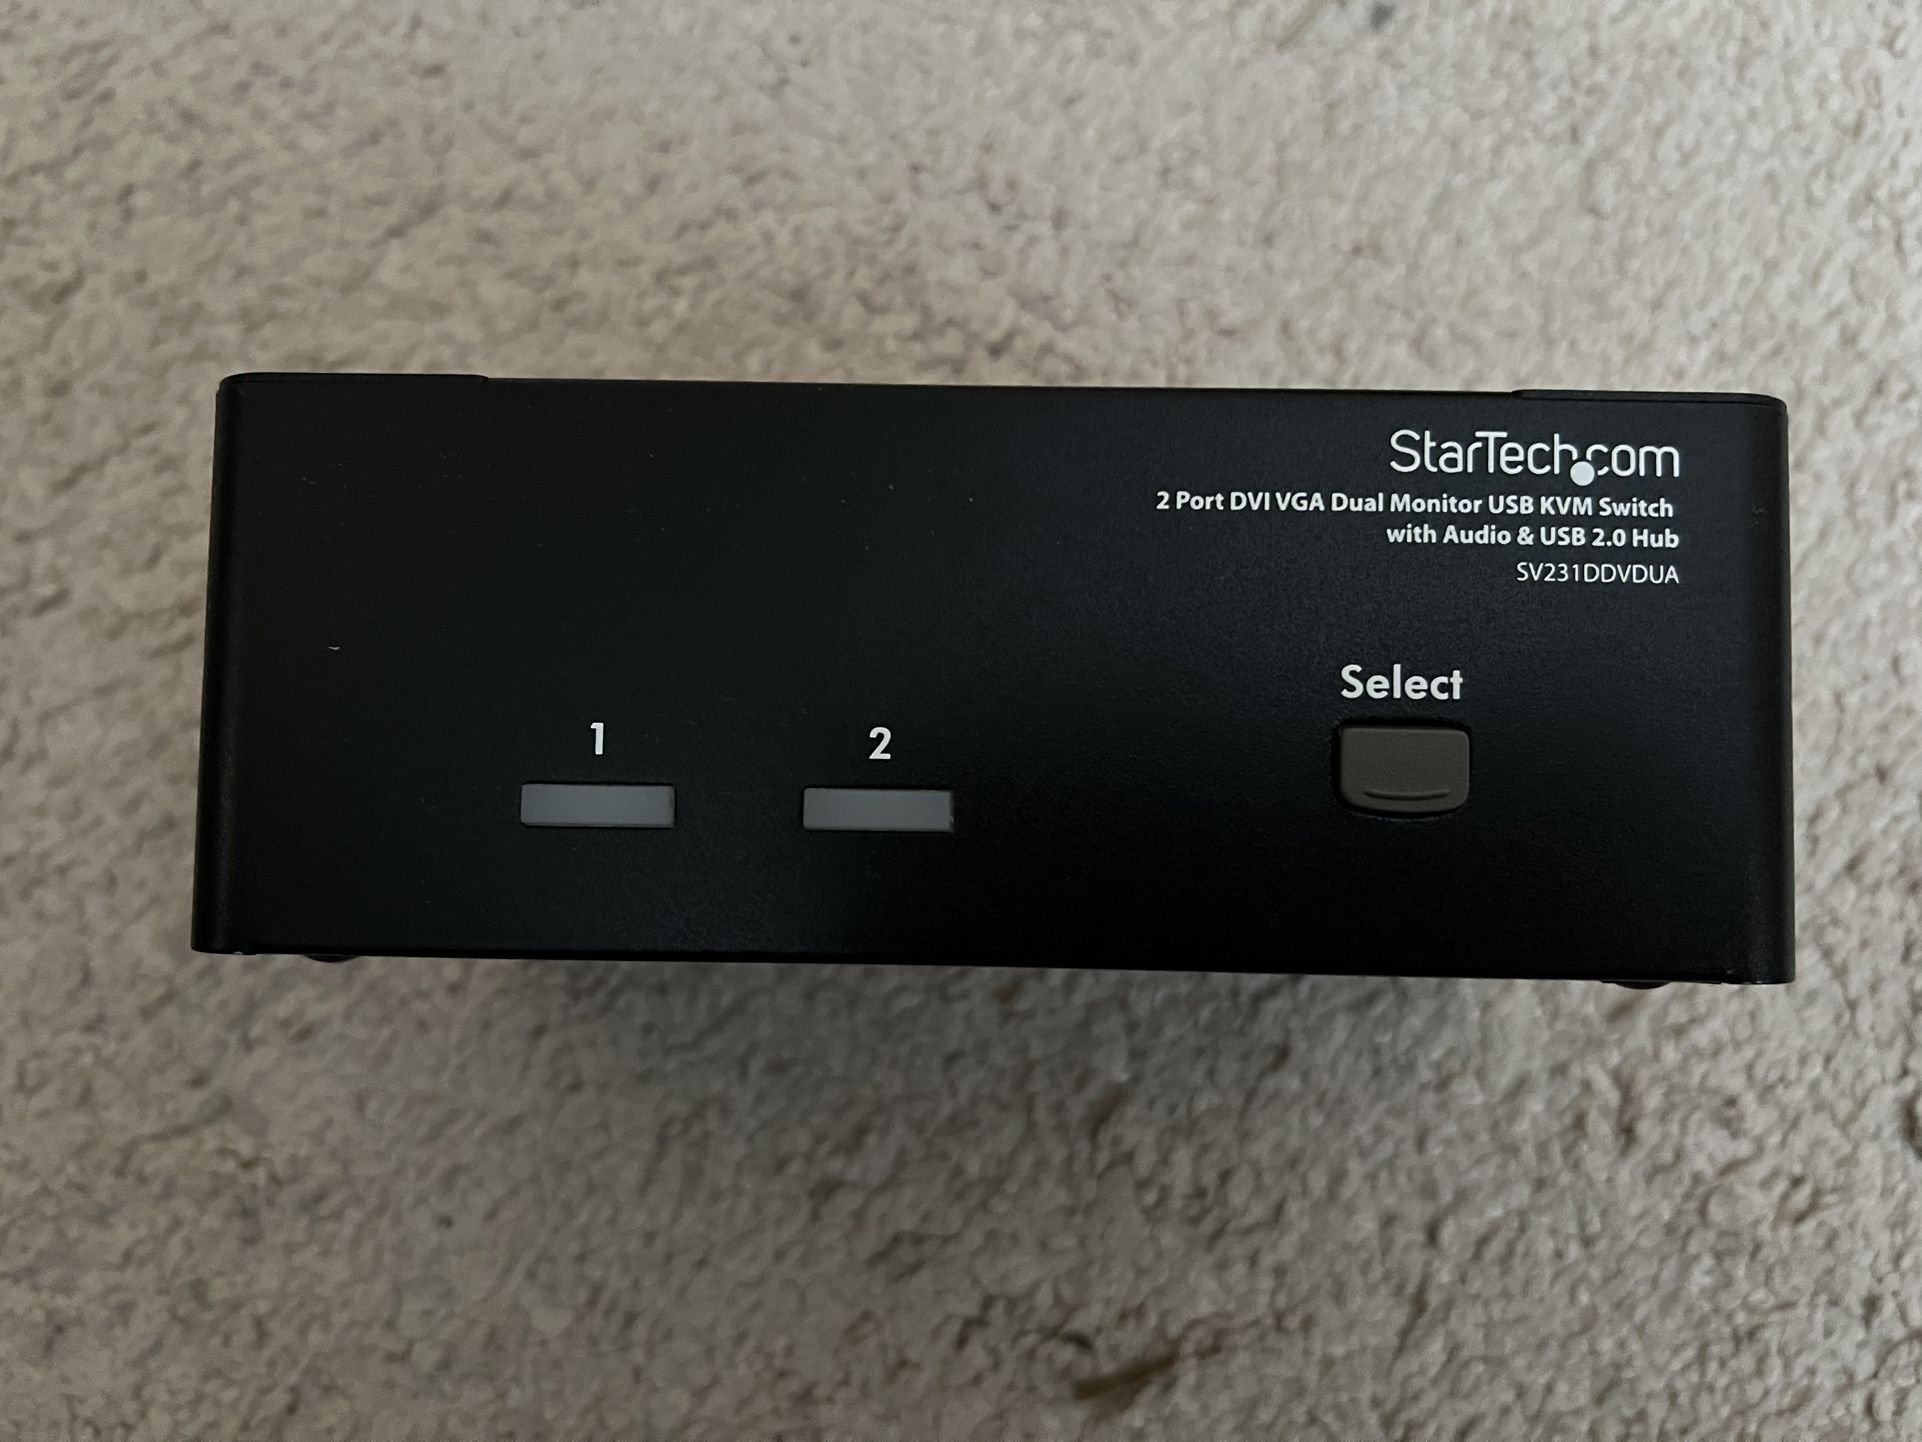 StarTech.com
2 Port DVI VGA Dual Monitor USB KVM Switch
with Audio & USB 2.0 Hub
SV231DDVDUA
Select
1 2